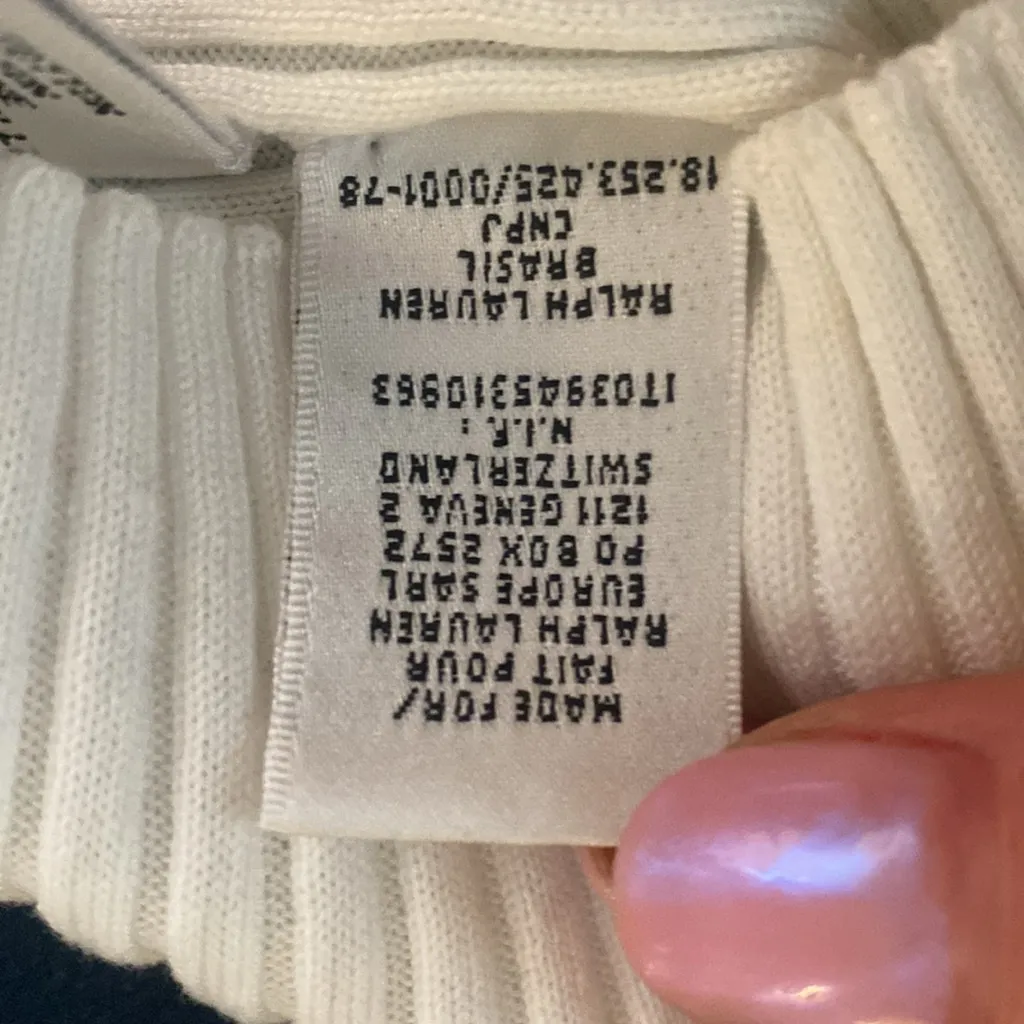 MADE FOR/
FAIT POUR
RALPH LAUREN
EUROPE SARL
PO BOX 2572
1211 GENEVA 2
SWITZERLAND
N.I.F. :
IT03945310963
RALPH LAUREN
BRASIL
CNPJ
18.253.425/0001-78